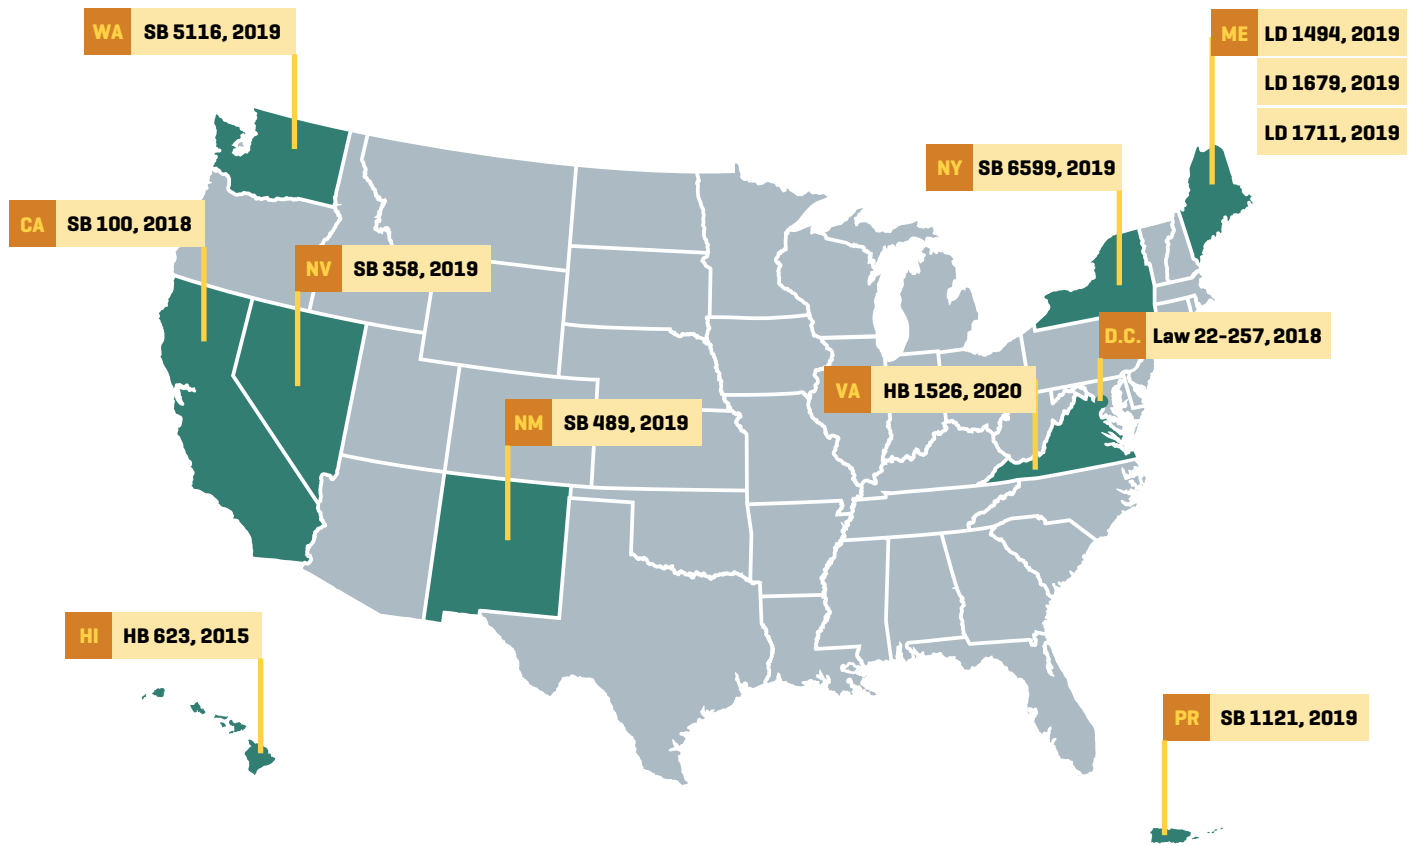 WA SB 5116, 2019
ME LD 1494, 2019
LD 1679, 2019
LD 1711, 2019
NY SB 6599, 2019
CA SB 100, 2018
NV SB 358, 2019
D.C. Law 22-257, 2018
VA HB 1526, 2020
NM SB 489, 2019
HI HB 623, 2015
PR SB 1121, 2019